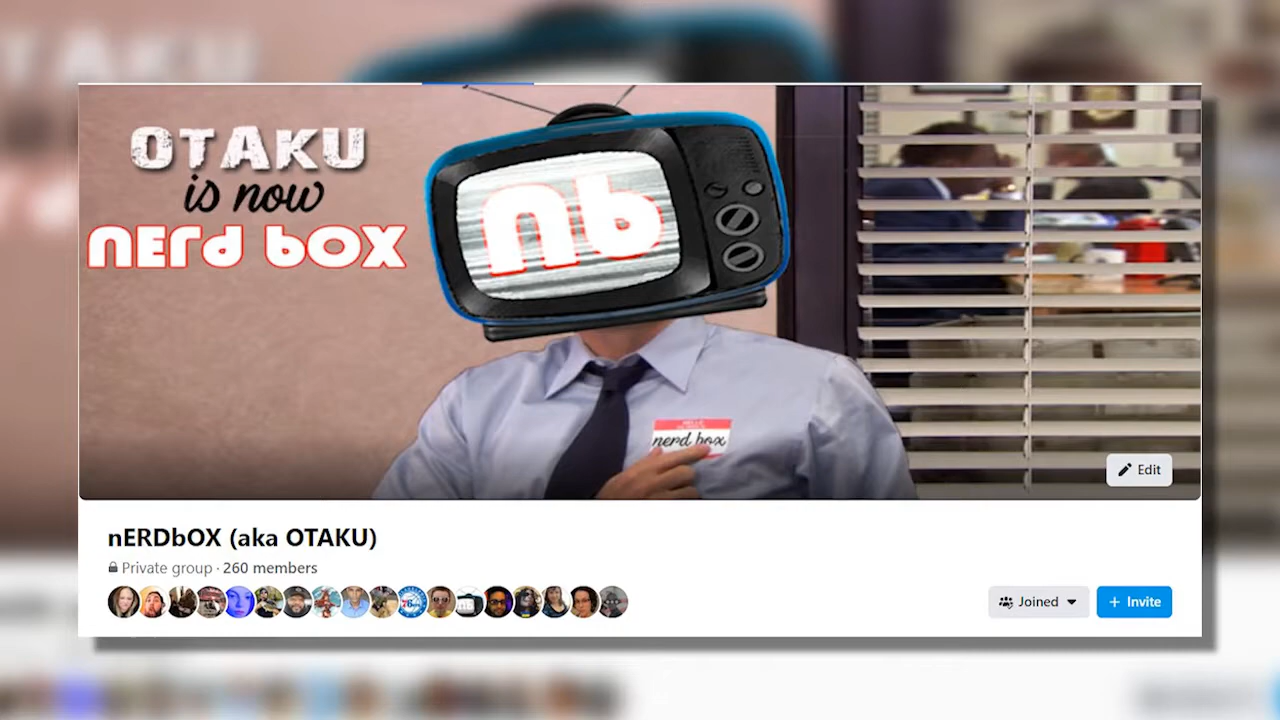 OTAKU
is now
nERd bOX
nb
HELLO
nerd box
Edit
nERDbOX (aka OTAKU)
Private group · 260 members
Joined
+ Invite